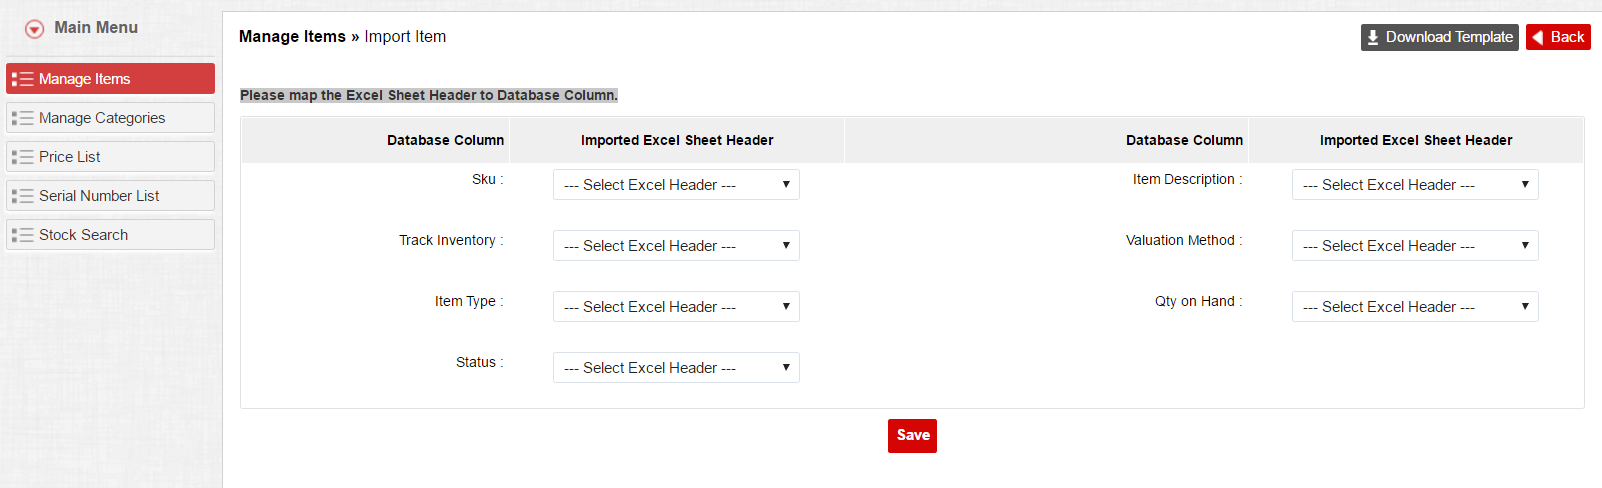 Main Menu
Manage Items
Manage Categories
Price List
Serial Number List
Stock Search
Manage Items » Import Item
Download Template
Back
Please map the Excel Sheet Header to Database Column.
Database Column Imported Excel Sheet Header Database Column Imported Excel Sheet Header
Sku : --- Select Excel Header --- Item Description : --- Select Excel Header ---
Track Inventory : --- Select Excel Header --- Valuation Method : --- Select Excel Header ---
Item Type : --- Select Excel Header --- Qty on Hand : --- Select Excel Header ---
Status : --- Select Excel Header ---
Save